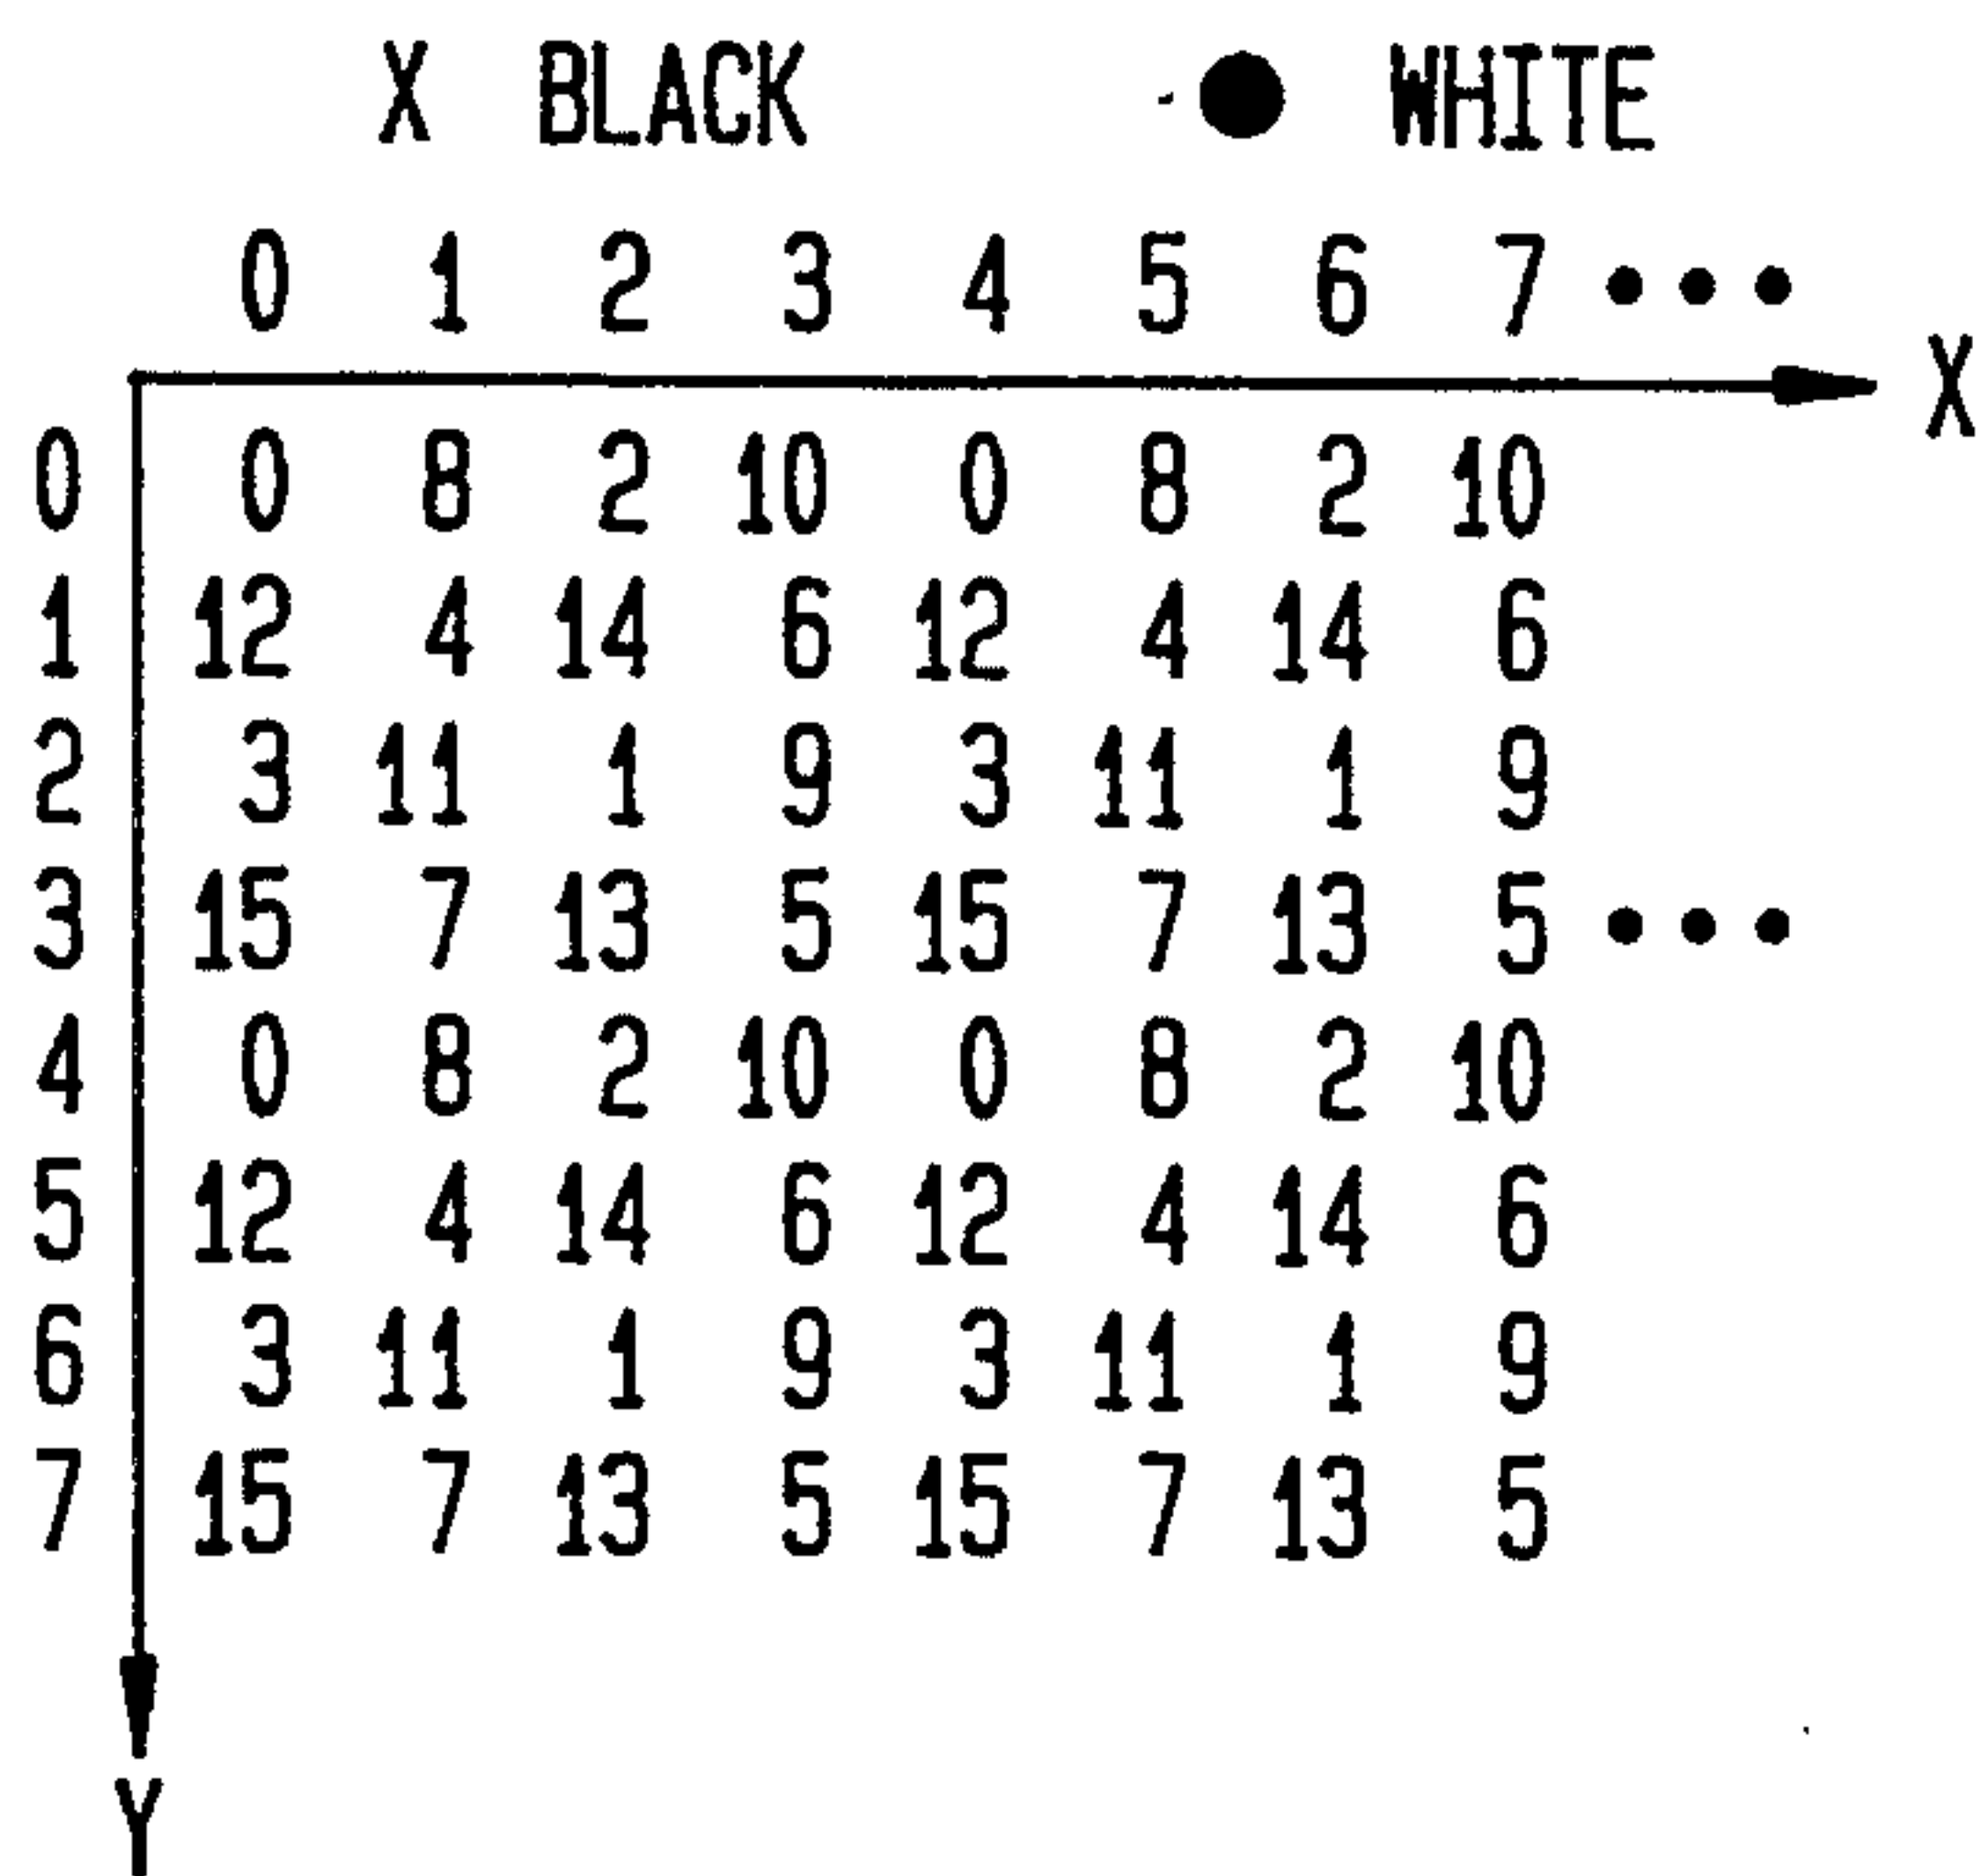 X BLACK ● WHITE
0 1 2 3 4 5 6 7 ● ● ●
X
0 0 8 2 10 0 8 2 10
1 12 4 14 6 12 4 14 6
2 3 11 1 9 3 11 1 9
3 15 7 13 5 15 7 13 5 ● ● ●
4 0 8 2 10 0 8 2 10
5 12 4 14 6 12 4 14 6
6 3 11 1 9 3 11 1 9
7 15 7 13 5 15 7 13 5
Y